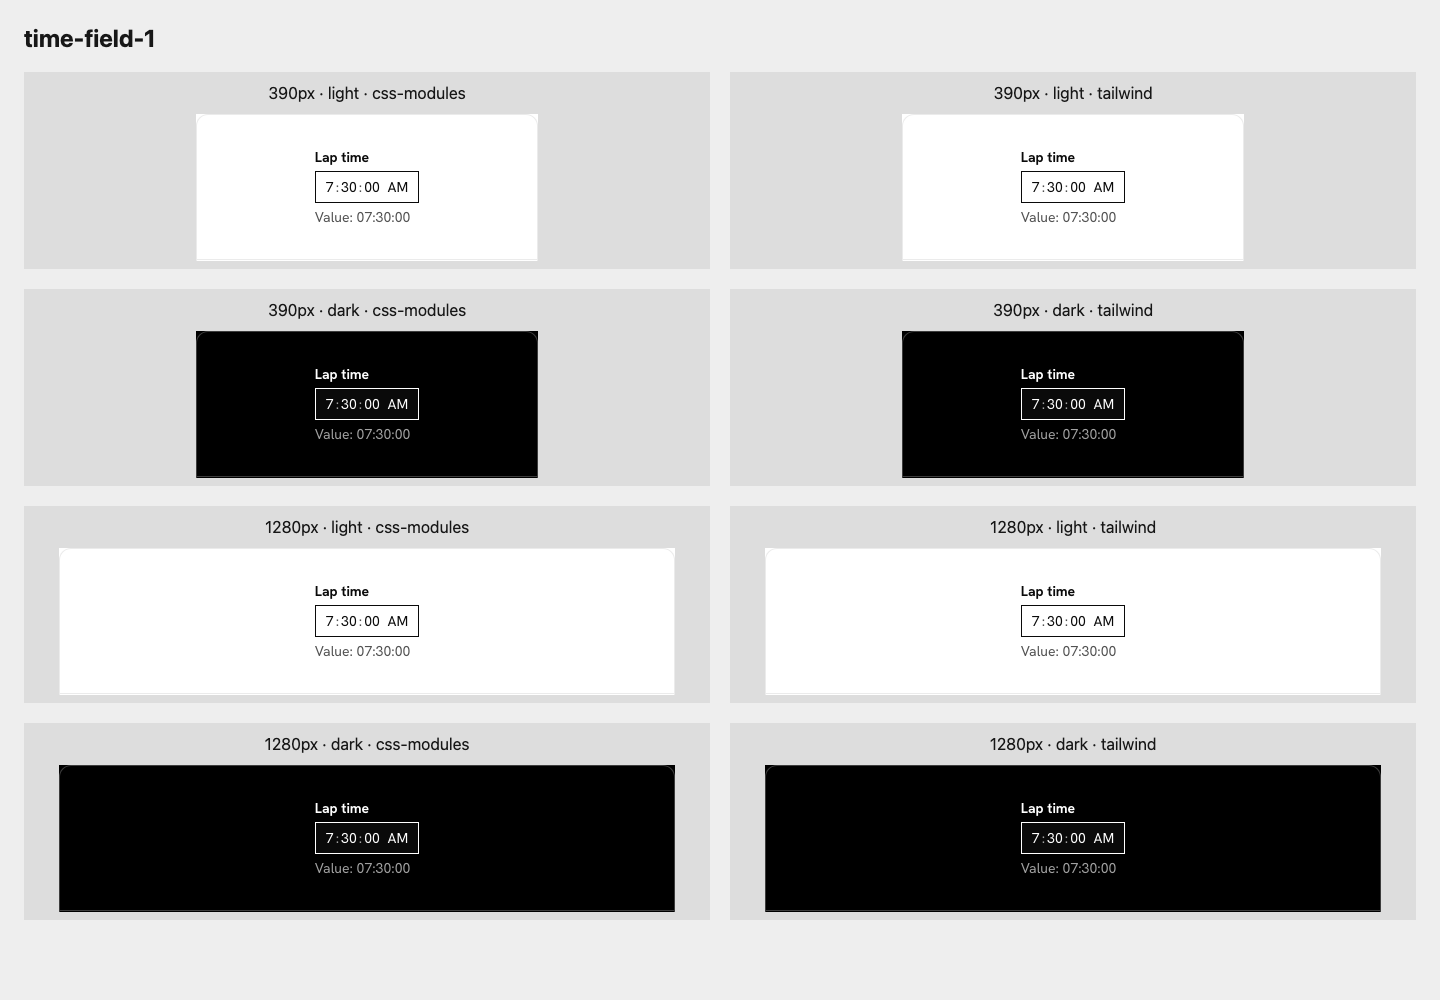 time-field-1
390px · light · css-modules
Lap time
7:30:00 AM
Value: 07:30:00
390px · light · tailwind
Lap time
7:30:00 AM
Value: 07:30:00
390px · dark · css-modules
Lap time
7:30:00 AM
Value: 07:30:00
390px · dark · tailwind
Lap time
7:30:00 AM
Value: 07:30:00
1280px · light · css-modules
Lap time
7:30:00 AM
Value: 07:30:00
1280px · light · tailwind
Lap time
7:30:00 AM
Value: 07:30:00
1280px · dark · css-modules
Lap time
7:30:00 AM
Value: 07:30:00
1280px · dark · tailwind
Lap time
7:30:00 AM
Value: 07:30:00